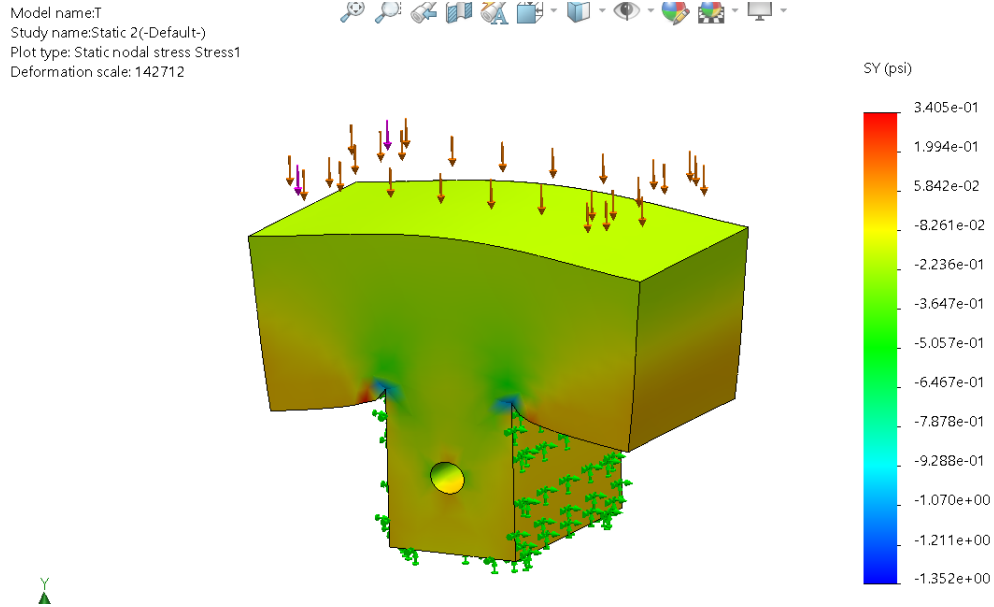 Model name:T
Study name:Static 2(-Default-)
Plot type: Static nodal stress Stress1
Deformation scale: 142712
SY (psi)
3.405e-01
1.994e-01
5.842e-02
-8.261e-02
-2.236e-01
-3.647e-01
-5.057e-01
-6.467e-01
-7.878e-01
-9.288e-01
-1.070e+00
-1.211e+00
-1.352e+00
Y